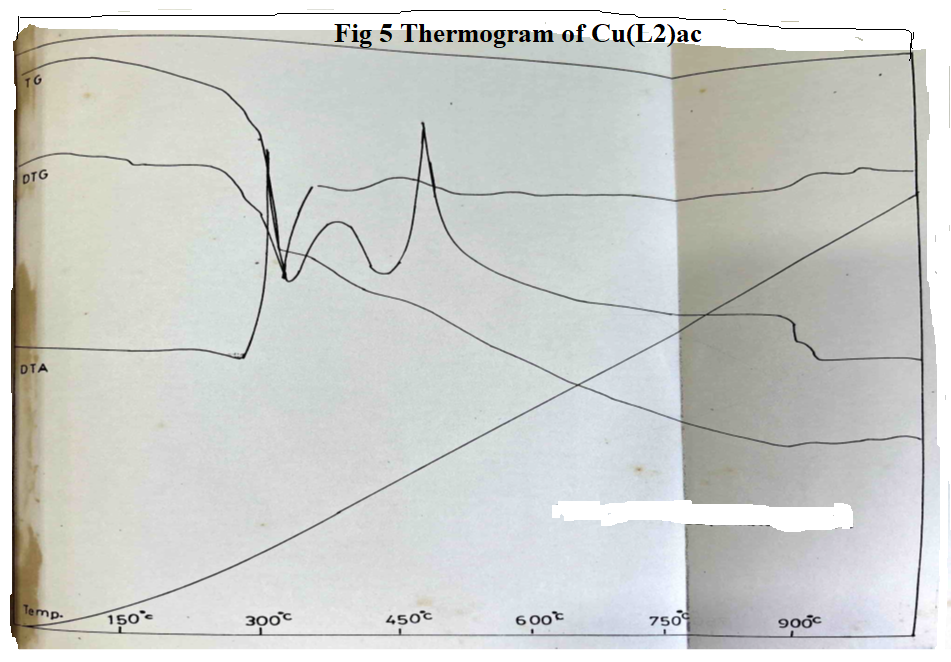 Fig 5 Thermogram of Cu(L2)ac
TG
DTG
DTA
Temp.
150°c
300°c
450°c
600°c
750°c
900°c